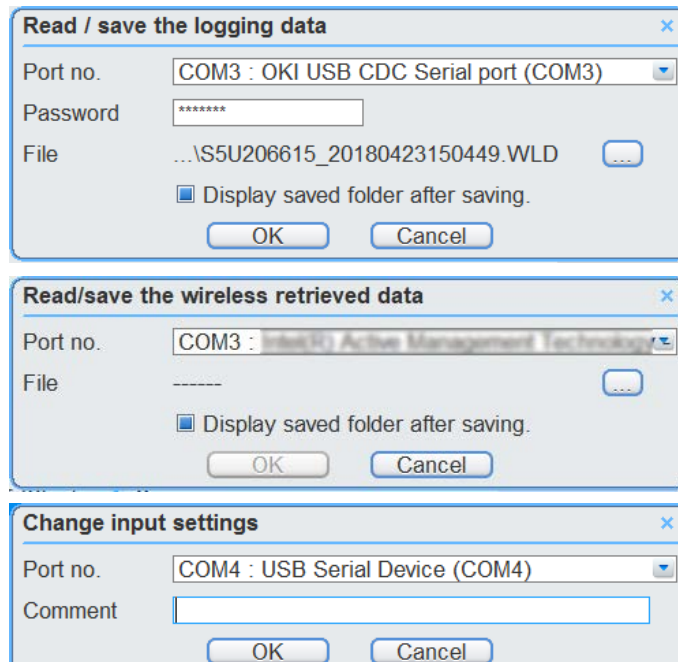 Read / save the logging data
Port no. COM3 : OKI USB CDC Serial port (COM3)
Password *******
File ...\S5U206615_20180423150449.WLD ...
Display saved folder after saving.
OK Cancel
Read/save the wireless retrieved data
Port no. COM3 :
File ------ ...
Display saved folder after saving.
OK Cancel
Change input settings
Port no. COM4 : USB Serial Device (COM4)
Comment
OK Cancel